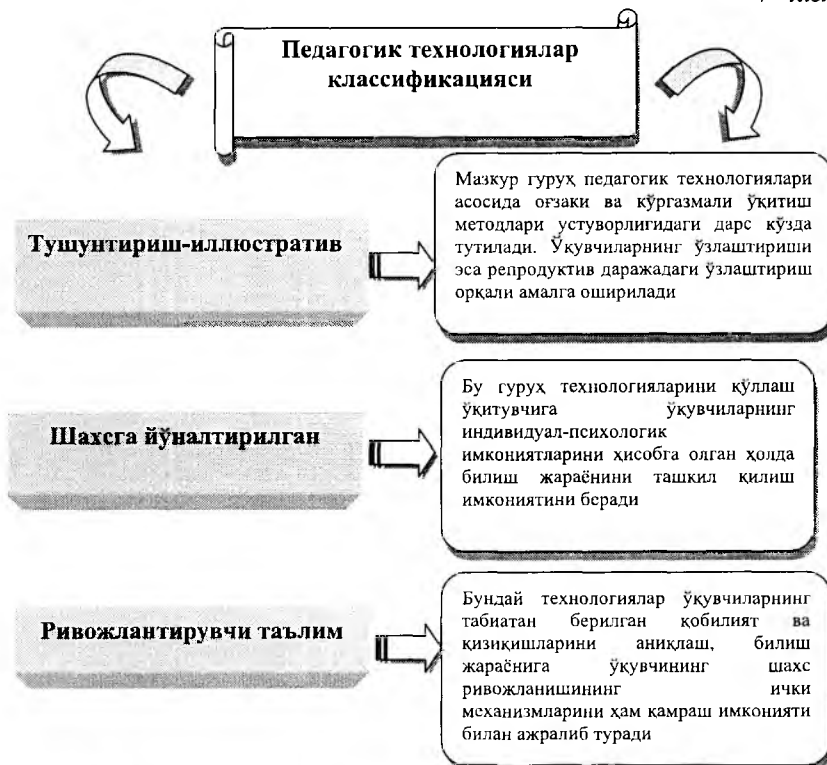 Педагогик технологиялар
классификацияси
Тушунтириш-иллюстратив
Мазкур гуруҳ педагогик технологиялари
асосида оғзаки ва кўргазмали ўқитиш
методлари устуворлигидаги дарс кўзда
тутилади. Ўқувчиларнинг ўзлаштириши
эса репродуктив даражадаги ўзлаштириш
орқали амалга оширилади
Шахсга йўналтирилган
Бу гуруҳ технологияларини қўллаш
ўқитувчига ўқувчиларнинг
индивидуал-психологик
имкониятларини ҳисобга олган ҳолда
билиш жараёнини ташкил қилиш
имкониятини беради
Ривожлантирувчи таълим
Бундай технологиялар ўқувчиларнинг
табиатан берилган қобилият ва
қизиқишларини аниқлаш, билиш
жараёнига ўқувчининг шахс
ривожланишининг ички
механизмларини ҳам қамраш имконияти
билан ажралиб туради